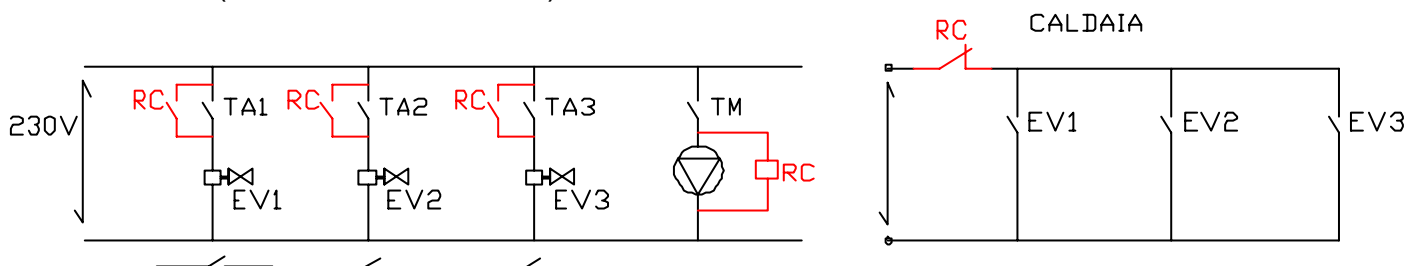 CALDAIA
RC
RC TA1 RC TA2 RC TA3 TM
230V
EV1 EV2 EV3
RC
EV1 EV2 EV3